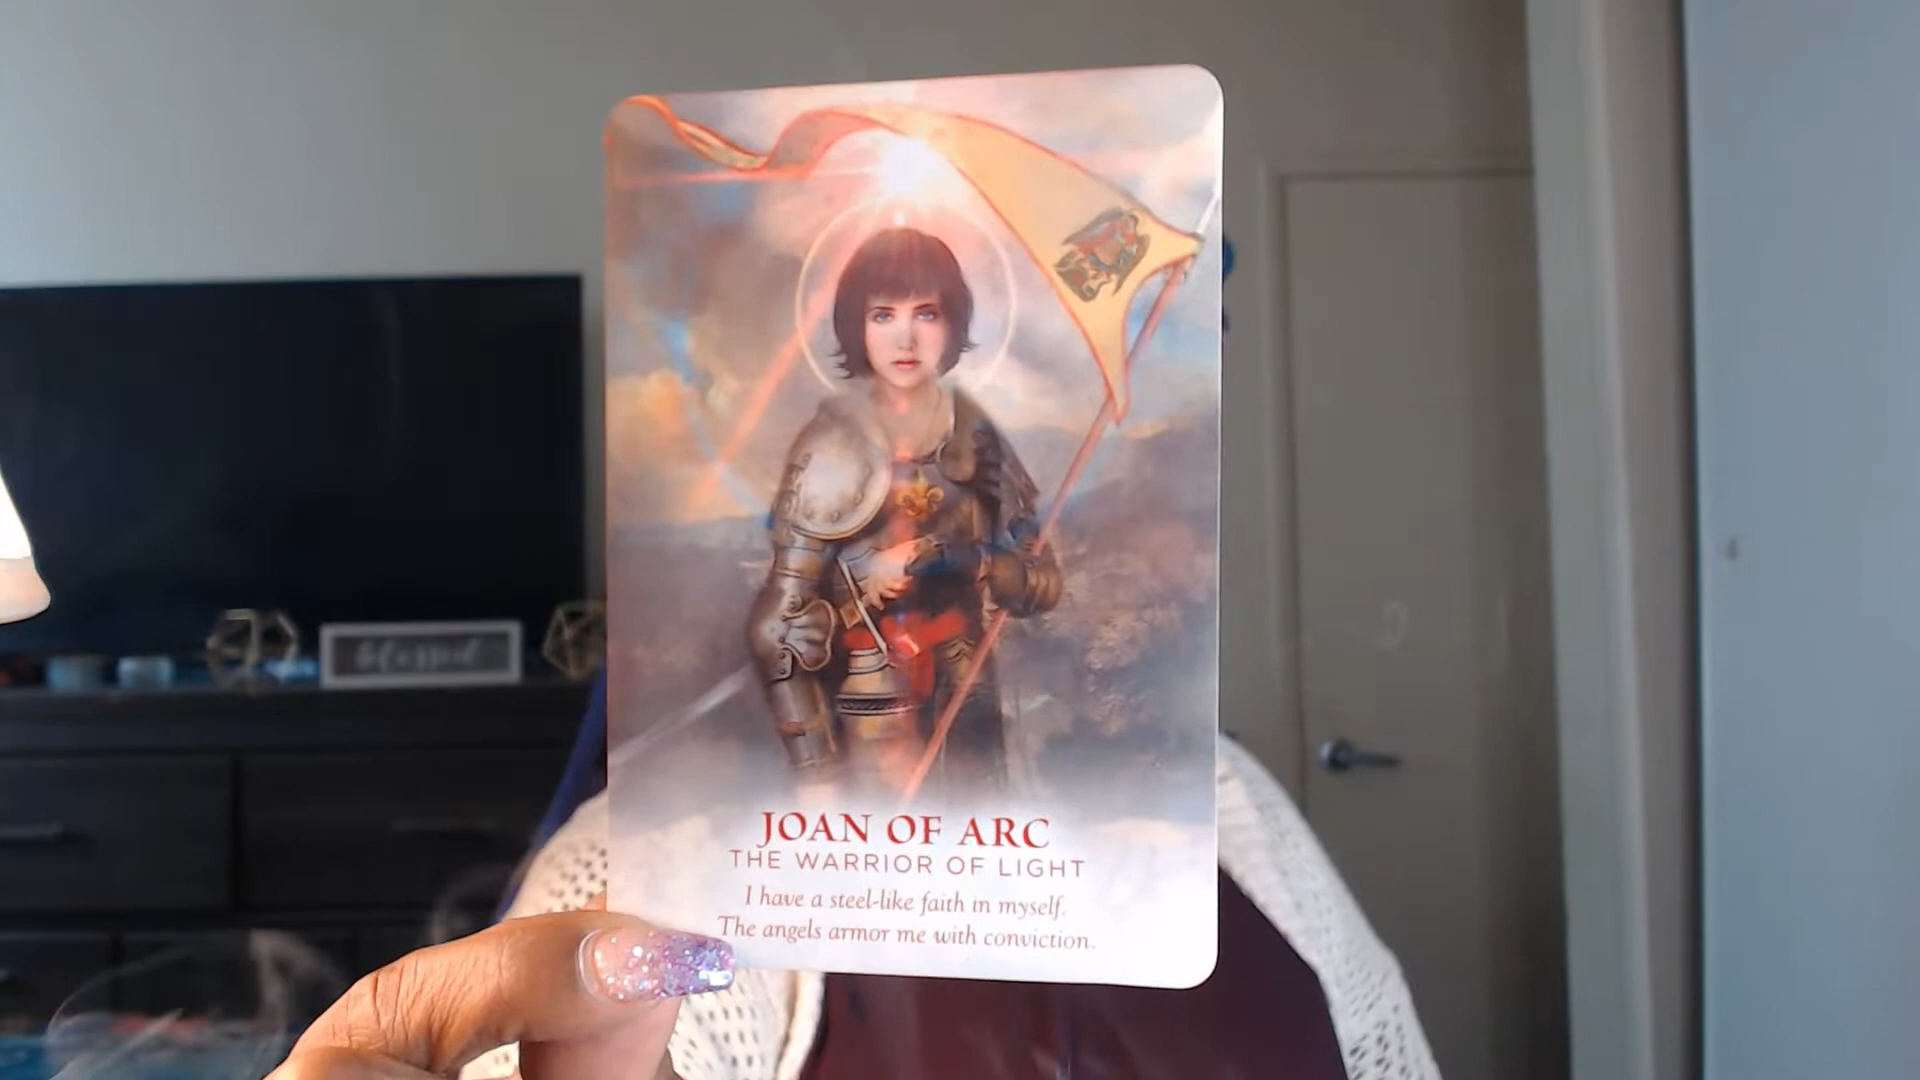 blessed
JOAN OF ARC
THE WARRIOR OF LIGHT
I have a steel-like faith in myself.
The angels armor me with conviction.